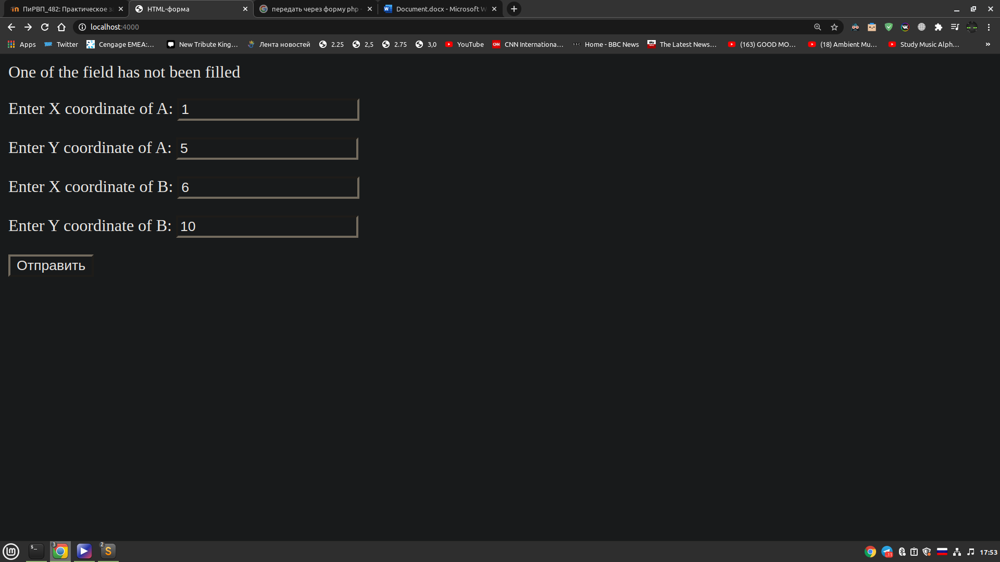 ПиРВП_482: Практическое за
HTML-форма
передать через форму php -
Document.docx - Microsoft W
localhost:4000
Apps
Twitter
Cengage EMEA:...
New Tribute King...
Лента новостей
2.25
2,5
2.75
3,0
YouTube
CNN Internationa...
Home - BBC News
The Latest News...
(163) GOOD MO...
(18) Ambient Mu...
Study Music Alph...
»
One of the field has not been filled
Enter X coordinate of A: 1
Enter Y coordinate of A: 5
Enter X coordinate of B: 6
Enter Y coordinate of B: 10
Отправить
3
2
17:53